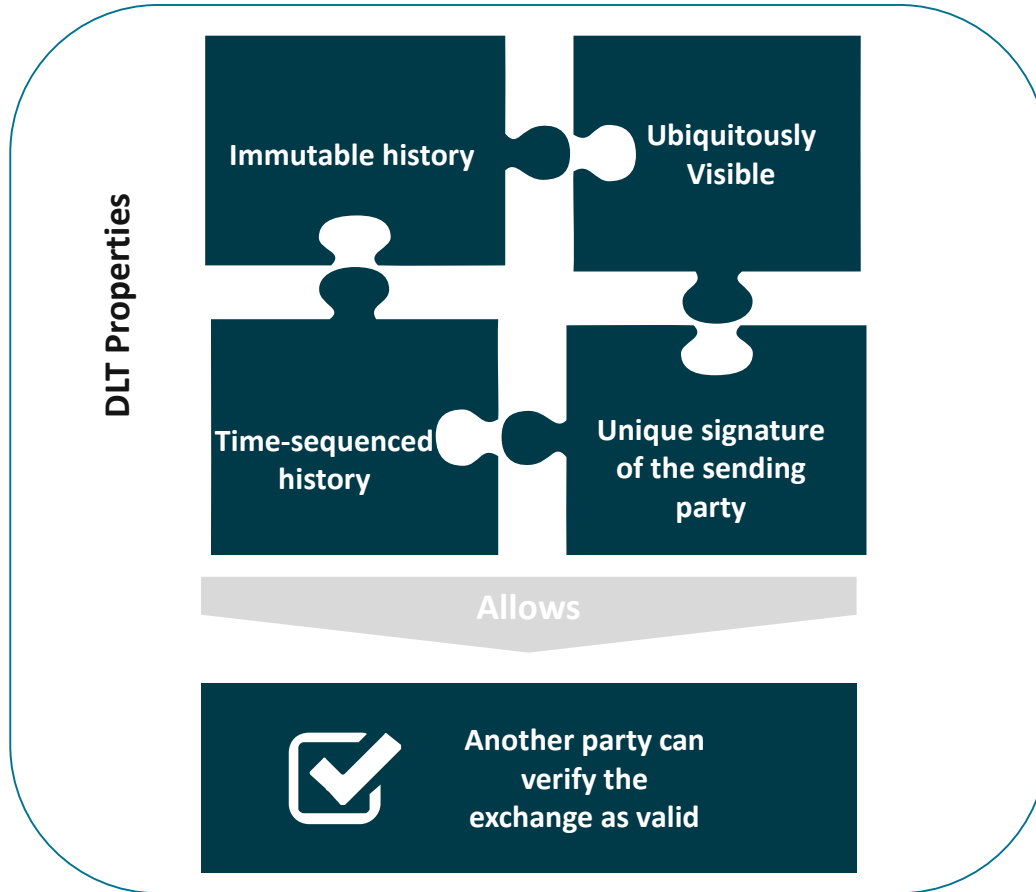 DLT Properties
Immutable history
Ubiquitously
Visible
Time-sequenced
history
Unique signature
of the sending
party
Allows
Another party can
verify the
exchange as valid